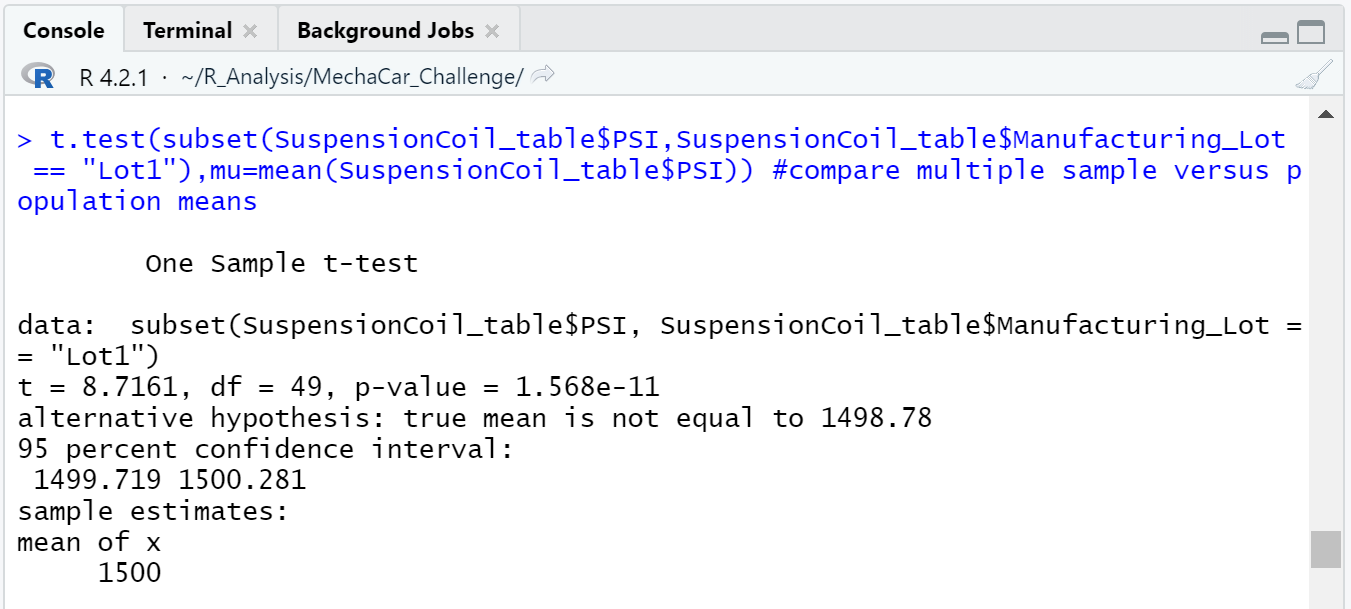 Console Terminal × Background Jobs ×
R R 4.2.1 · ~/R_Analysis/MechaCar_Challenge/
> t.test(subset(SuspensionCoil_table$PSI,SuspensionCoil_table$Manufacturing_Lot
 == "Lot1"),mu=mean(SuspensionCoil_table$PSI)) #compare multiple sample versus p
opulation means
        One Sample t-test
data:  subset(SuspensionCoil_table$PSI, SuspensionCoil_table$Manufacturing_Lot =
= "Lot1")
t = 8.7161, df = 49, p-value = 1.568e-11
alternative hypothesis: true mean is not equal to 1498.78
95 percent confidence interval:
 1499.719 1500.281
sample estimates:
mean of x
     1500